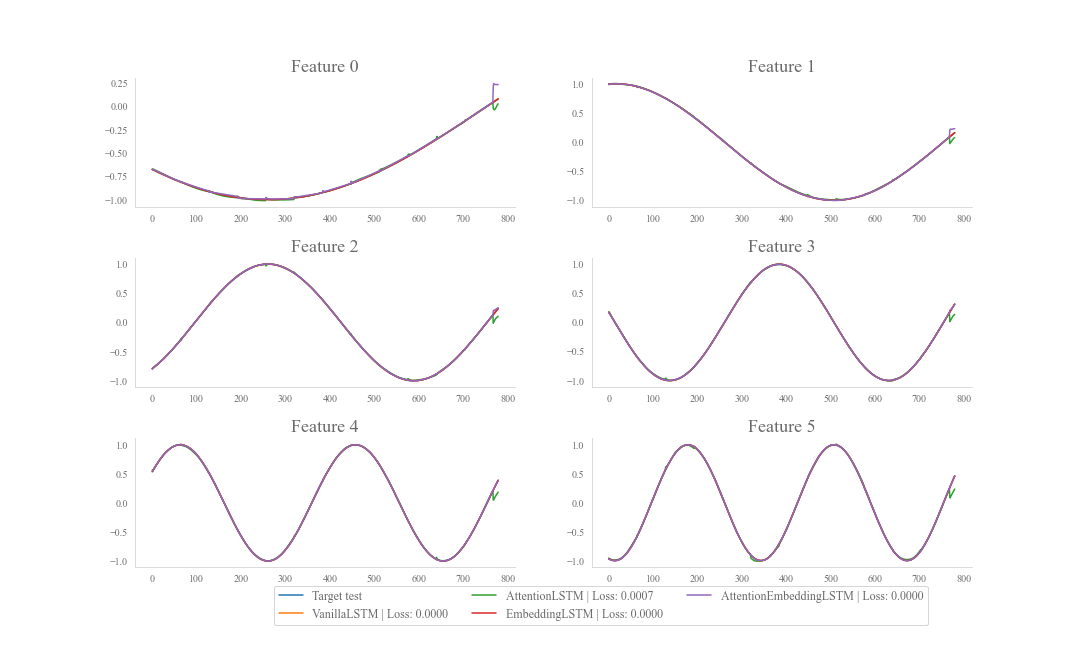 Feature 0
Feature 1
0.25
0.00
−0.25
−0.50
−0.75
−1.00
0 100 200 300 400 500 600 700 800
1.0
0.5
0.0
−0.5
−1.0
0 100 200 300 400 500 600 700 800
Feature 2
Feature 3
1.0
0.5
0.0
−0.5
−1.0
0 100 200 300 400 500 600 700 800
1.0
0.5
0.0
−0.5
−1.0
0 100 200 300 400 500 600 700 800
Feature 4
Feature 5
1.0
0.5
0.0
−0.5
−1.0
0 100 200 300 400 500 600 700 800
1.0
0.5
0.0
−0.5
−1.0
0 100 200 300 400 500 600 700 800
Target test
VanillaLSTM | Loss: 0.0000
AttentionLSTM | Loss: 0.0007
EmbeddingLSTM | Loss: 0.0000
AttentionEmbeddingLSTM | Loss: 0.0000